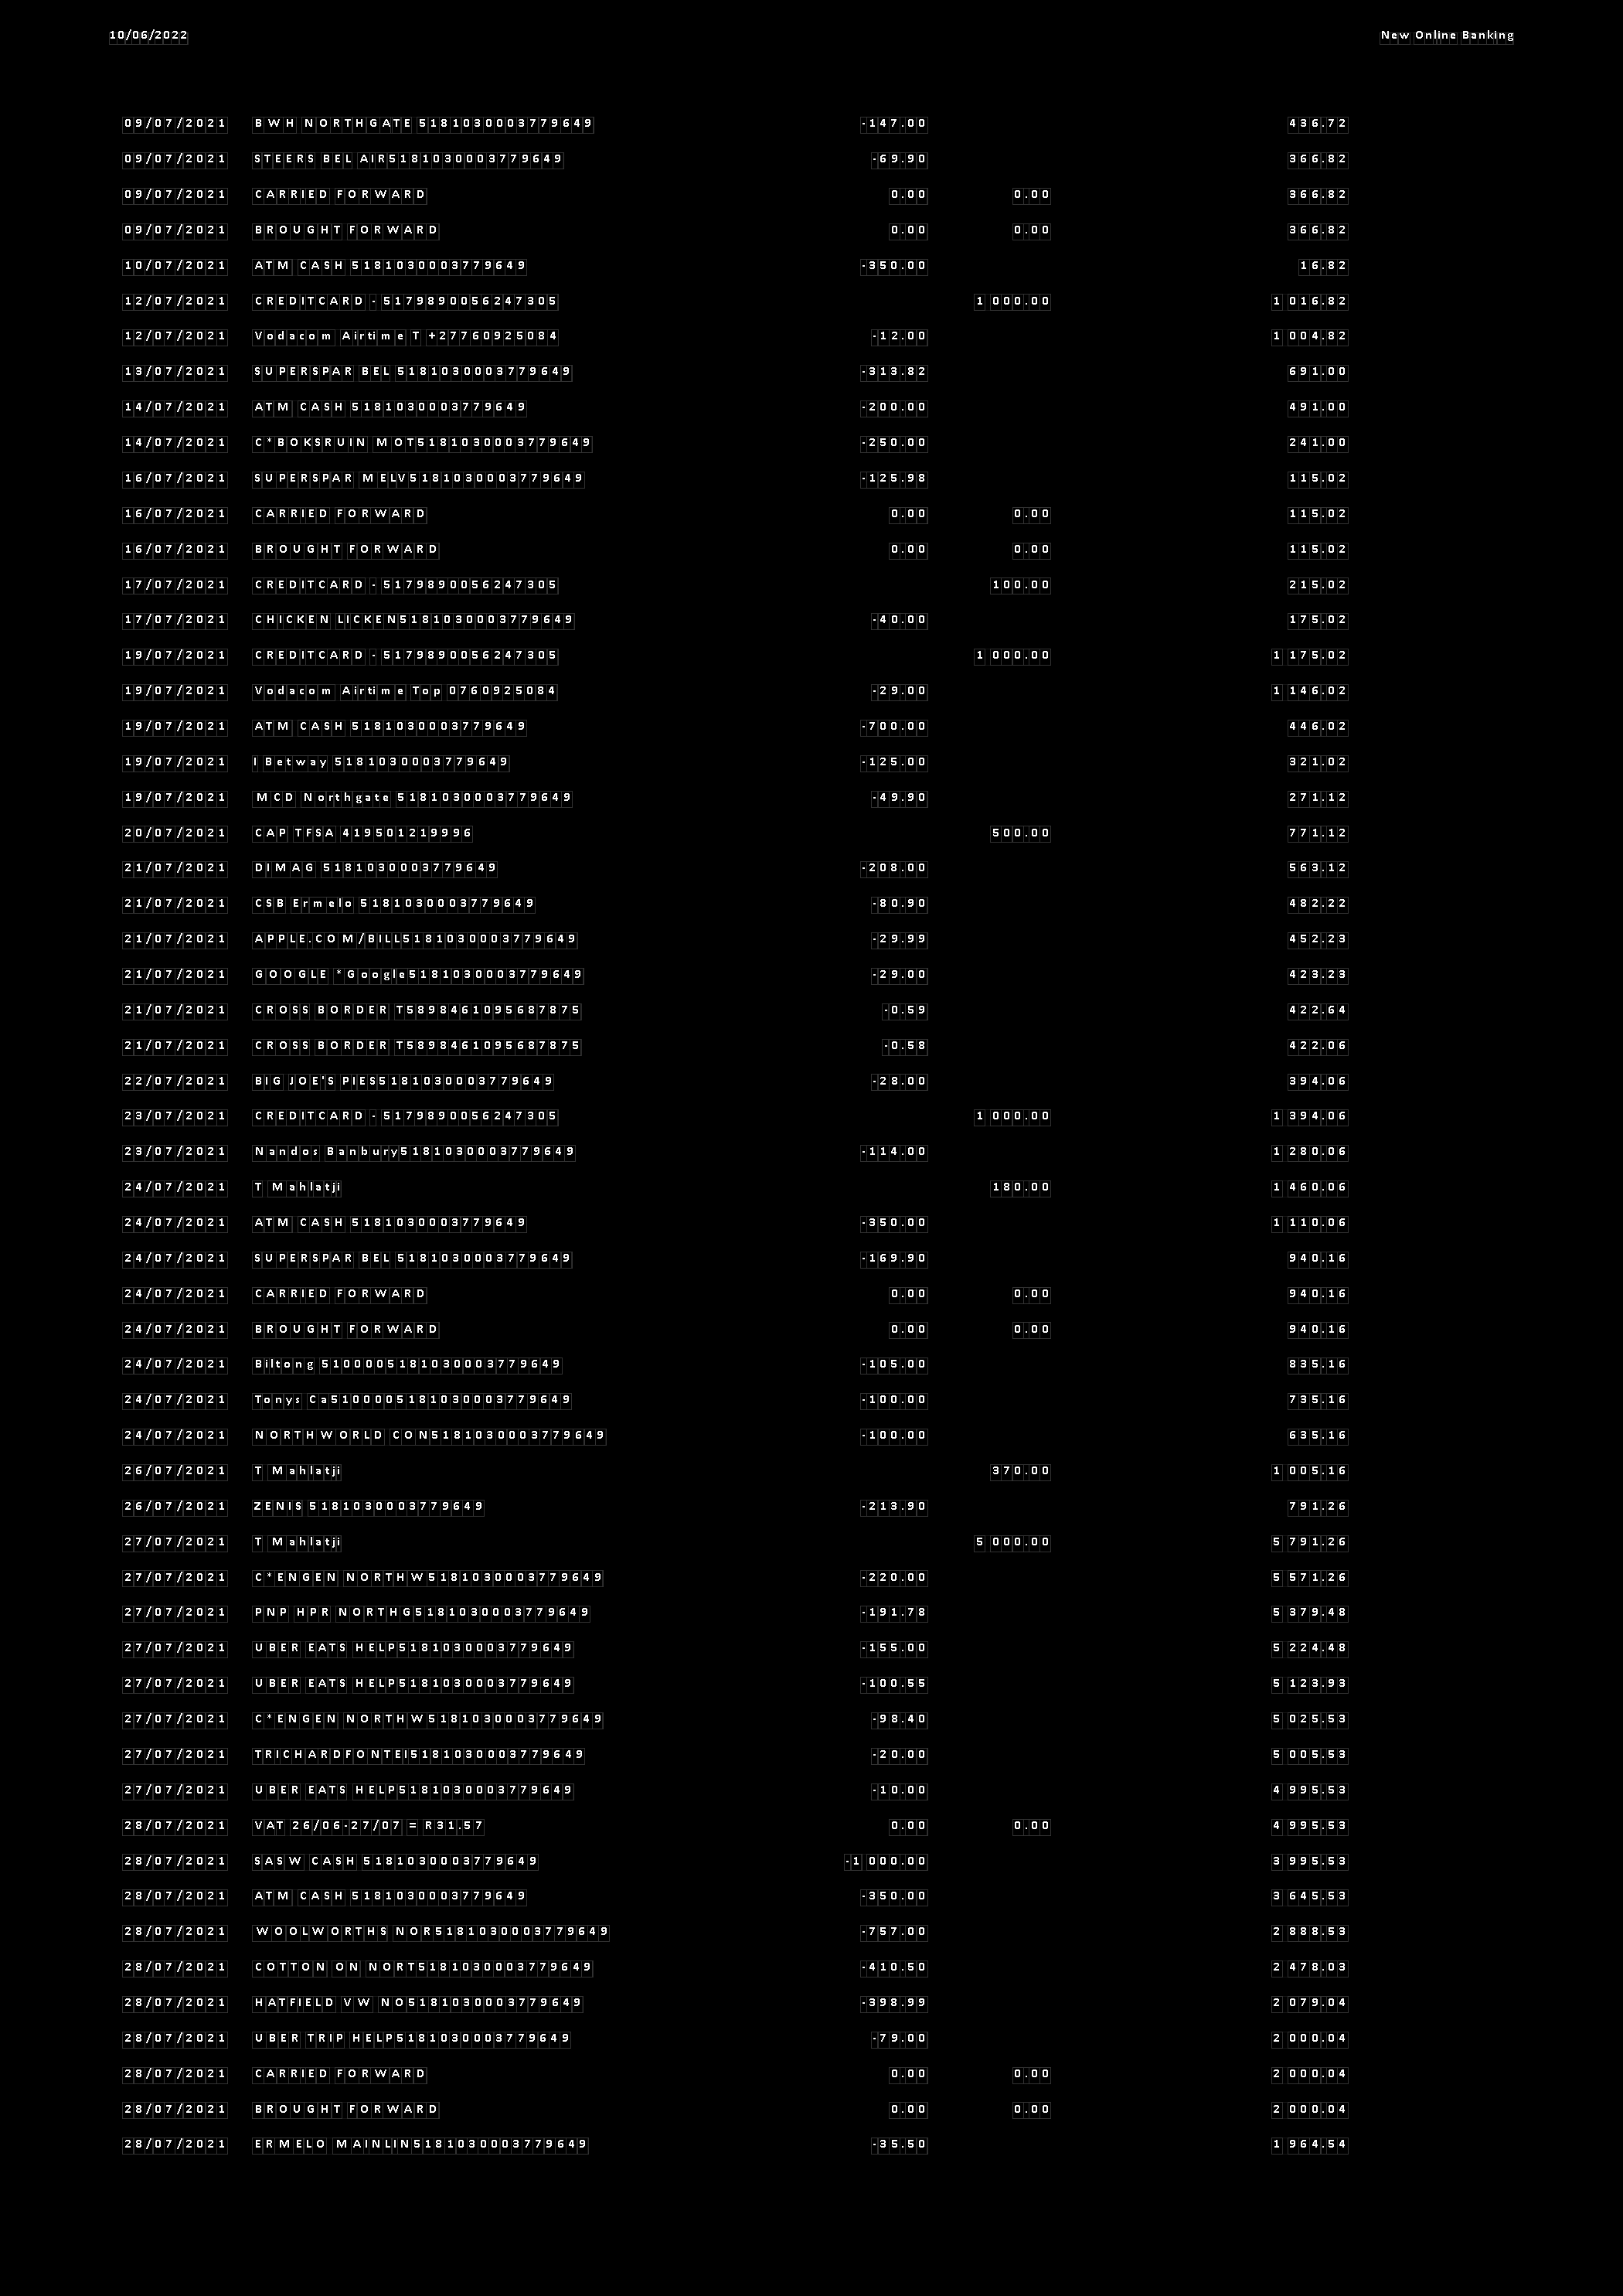 10/06/2022 New Online Banking
09/07/2021 BWH NORTHGATE 5181030003779649 -147.00 436.72
09/07/2021 STEERS BEL AIR5181030003779649 -69.90 366.82
09/07/2021 CARRIED FORWARD 0.00 0.00 366.82
09/07/2021 BROUGHT FORWARD 0.00 0.00 366.82
10/07/2021 ATM CASH 5181030003779649 -350.00 16.82
12/07/2021 CREDITCARD - 5179890056247305 1 000.00 1 016.82
12/07/2021 Vodacom Airtime T +27760925084 -12.00 1 004.82
13/07/2021 SUPERSPAR BEL 5181030003779649 -313.82 691.00
14/07/2021 ATM CASH 5181030003779649 -200.00 491.00
14/07/2021 C*BOKSRUIN MOT5181030003779649 -250.00 241.00
16/07/2021 SUPERSPAR MELV5181030003779649 -125.98 115.02
16/07/2021 CARRIED FORWARD 0.00 0.00 115.02
16/07/2021 BROUGHT FORWARD 0.00 0.00 115.02
17/07/2021 CREDITCARD - 5179890056247305 100.00 215.02
17/07/2021 CHICKEN LICKEN5181030003779649 -40.00 175.02
19/07/2021 CREDITCARD - 5179890056247305 1 000.00 1 175.02
19/07/2021 Vodacom Airtime Top 0760925084 -29.00 1 146.02
19/07/2021 ATM CASH 5181030003779649 -700.00 446.02
19/07/2021 I Betway 5181030003779649 -125.00 321.02
19/07/2021 MCD Northgate 5181030003779649 -49.90 271.12
20/07/2021 CAP TFSA 419501219996 500.00 771.12
21/07/2021 DIMAG 5181030003779649 -208.00 563.12
21/07/2021 CSB Ermelo 5181030003779649 -80.90 482.22
21/07/2021 APPLE.COM/BILL5181030003779649 -29.99 452.23
21/07/2021 GOOGLE *Google5181030003779649 -29.00 423.23
21/07/2021 CROSS BORDER T5898461095687875 -0.59 422.64
21/07/2021 CROSS BORDER T5898461095687875 -0.58 422.06
22/07/2021 BIG JOE'S PIES5181030003779649 -28.00 394.06
23/07/2021 CREDITCARD - 5179890056247305 1 000.00 1 394.06
23/07/2021 Nandos Banbury5181030003779649 -114.00 1 280.06
24/07/2021 T Mahlatji 180.00 1 460.06
24/07/2021 ATM CASH 5181030003779649 -350.00 1 110.06
24/07/2021 SUPERSPAR BEL 5181030003779649 -169.90 940.16
24/07/2021 CARRIED FORWARD 0.00 0.00 940.16
24/07/2021 BROUGHT FORWARD 0.00 0.00 940.16
24/07/2021 Biltong 5100005181030003779649 -105.00 835.16
24/07/2021 Tonys Ca5100005181030003779649 -100.00 735.16
24/07/2021 NORTHWORLD CON5181030003779649 -100.00 635.16
26/07/2021 T Mahlatji 370.00 1 005.16
26/07/2021 ZENIS 5181030003779649 -213.90 791.26
27/07/2021 T Mahlatji 5 000.00 5 791.26
27/07/2021 C*ENGEN NORTHW5181030003779649 -220.00 5 571.26
27/07/2021 PNP HPR NORTHG5181030003779649 -191.78 5 379.48
27/07/2021 UBER EATS HELP5181030003779649 -155.00 5 224.48
27/07/2021 UBER EATS HELP5181030003779649 -100.55 5 123.93
27/07/2021 C*ENGEN NORTHW5181030003779649 -98.40 5 025.53
27/07/2021 TRICHARDFONTEI5181030003779649 -20.00 5 005.53
27/07/2021 UBER EATS HELP5181030003779649 -10.00 4 995.53
28/07/2021 VAT 26/06-27/07 = R31.57 0.00 0.00 4 995.53
28/07/2021 SASW CASH 5181030003779649 -1 000.00 3 995.53
28/07/2021 ATM CASH 5181030003779649 -350.00 3 645.53
28/07/2021 WOOLWORTHS NOR5181030003779649 -757.00 2 888.53
28/07/2021 COTTON ON NORT5181030003779649 -410.50 2 478.03
28/07/2021 HATFIELD VW NO5181030003779649 -398.99 2 079.04
28/07/2021 UBER TRIP HELP5181030003779649 -79.00 2 000.04
28/07/2021 CARRIED FORWARD 0.00 0.00 2 000.04
28/07/2021 BROUGHT FORWARD 0.00 0.00 2 000.04
28/07/2021 ERMELO MAINLIN5181030003779649 -35.50 1 964.54